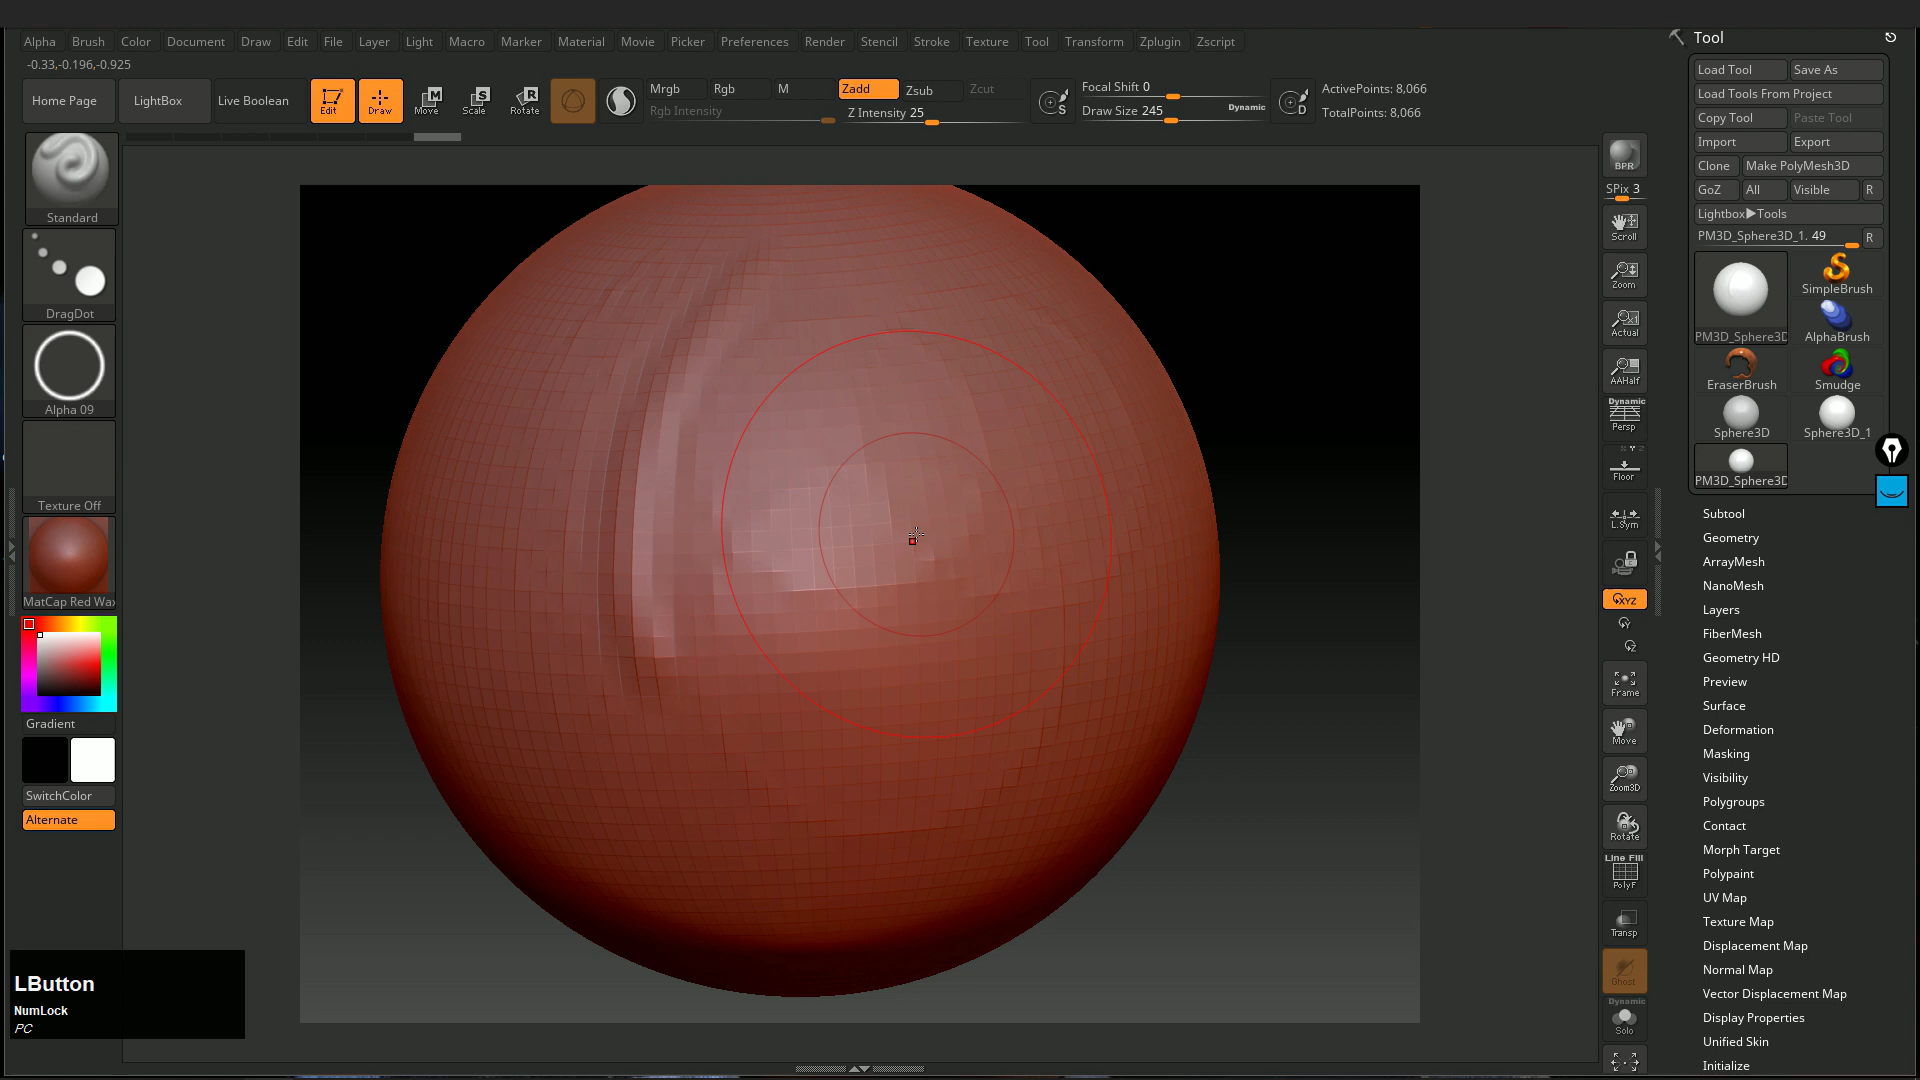 Alpha Brush Color Document Draw Edit File Layer Light Macro Marker Material Movie Picker Preferences Render Stencil Stroke Texture Tool Transform Zplugin Zscript
-0.33,-0.196,-0.925
Home Page
LightBox
Live Boolean
Edit
Draw
Move
Scale
Rotate
Mrgb Rgb M
Rgb Intensity
Zadd Zsub Zcut
Z Intensity 25
Focal Shift 0
Draw Size 245 Dynamic
ActivePoints: 8,066
TotalPoints: 8,066
Standard
DragDot
Alpha 09
Texture Off
MatCap Red Wax
Gradient
SwitchColor
Alternate
LButton
NumLock
PC
BPR
SPix 3
Scroll
Zoom
Actual
AAHalf
Dynamic
Persp
Floor
L.Sym
XYZ
Y
Z
Frame
Move
Zoom3D
Rotate
Line Fill
PolyF
Transp
Ghost
Dynamic
Solo
Tool
Load Tool Save As
Load Tools From Project
Copy Tool Paste Tool
Import Export
Clone Make PolyMesh3D
GoZ All Visible R
Lightbox▶Tools
PM3D_Sphere3D_1. 49 R
SimpleBrush
PM3D_Sphere3D AlphaBrush
EraserBrush Smudge
Sphere3D Sphere3D_1
PM3D_Sphere3D
Subtool
Geometry
ArrayMesh
NanoMesh
Layers
FiberMesh
Geometry HD
Preview
Surface
Deformation
Masking
Visibility
Polygroups
Contact
Morph Target
Polypaint
UV Map
Texture Map
Displacement Map
Normal Map
Vector Displacement Map
Display Properties
Unified Skin
Initialize